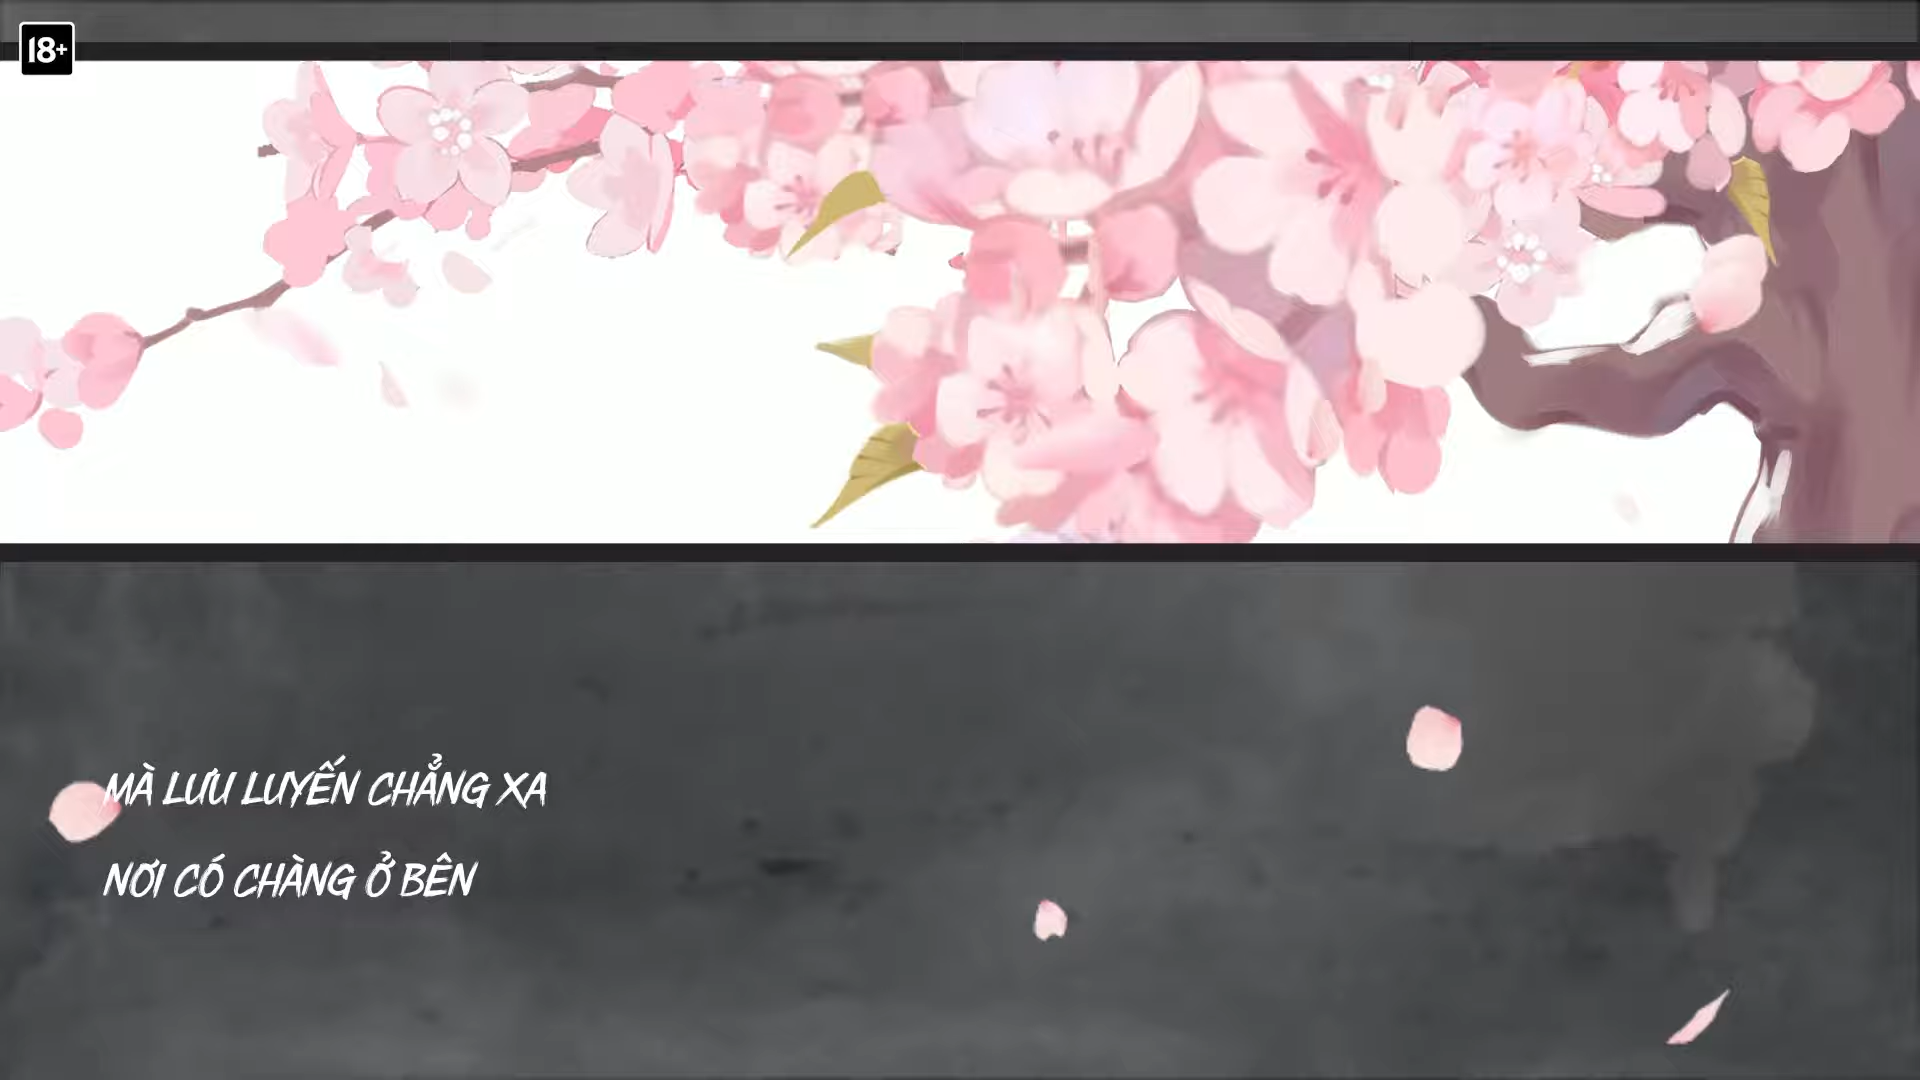 18+
MÀ LƯU LUYẾN CHẲNG XA
NƠI CÓ CHÀNG Ở BÊN